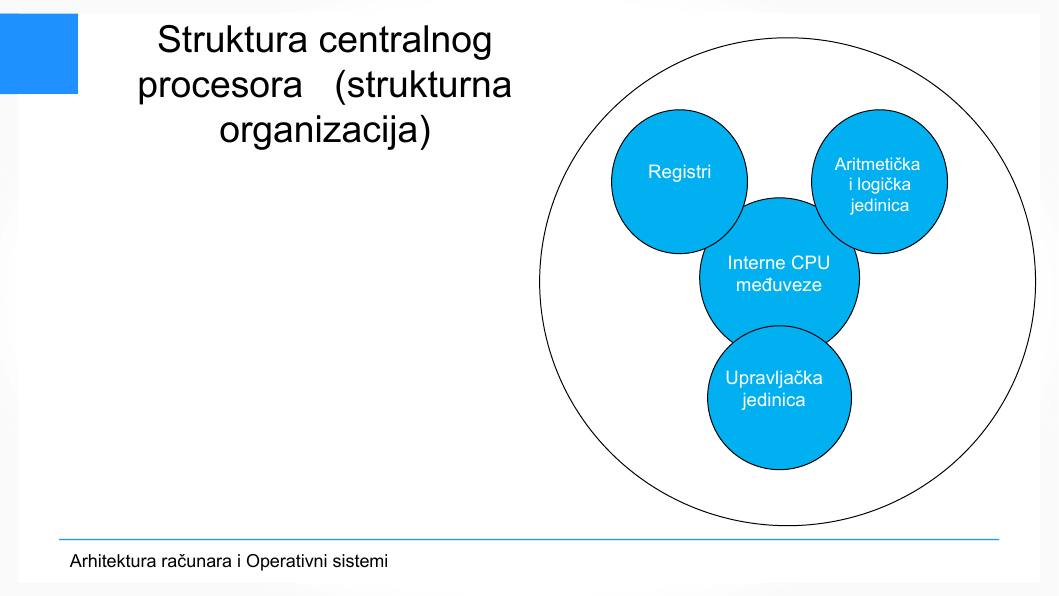 Struktura centralnog
procesora (strukturna
organizacija)
Registri
Aritmetička
i logička
jedinica
Interne CPU
međuveze
Upravljačka
jedinica
Arhitektura računara i Operativni sistemi